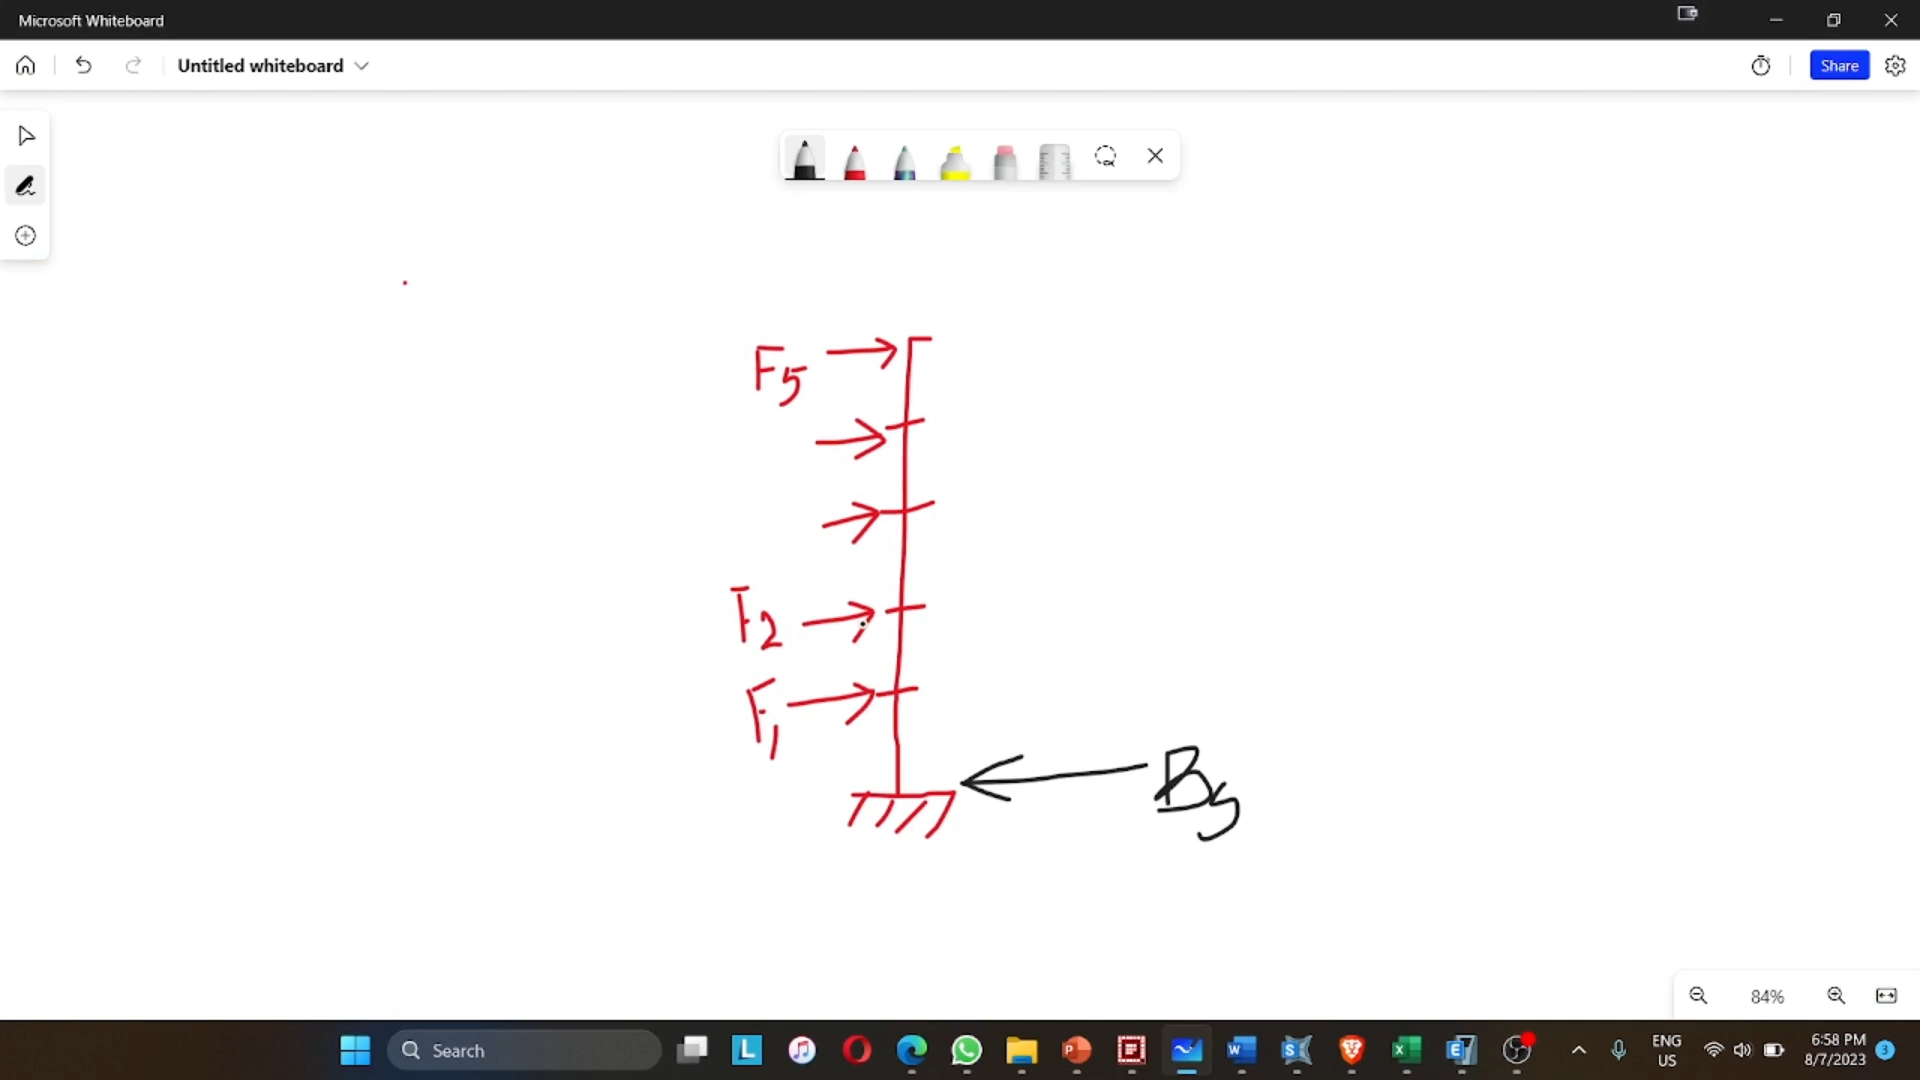 Microsoft Whiteboard
Untitled whiteboard
Share
F5
F2
F1
Bs
84%
Search
ENG
US
6:58 PM
8/7/2023
3